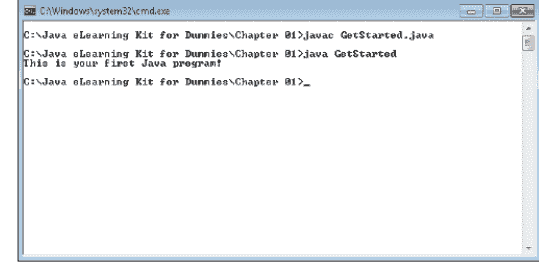 C:\Windows\system32\cmd.exe
C:\Java eLearning Kit for Dummies\Chapter 01>javac GetStarted.java
C:\Java eLearning Kit for Dummies\Chapter 01>java GetStarted
This is your first Java program!
C:\Java eLearning Kit for Dummies\Chapter 01>_